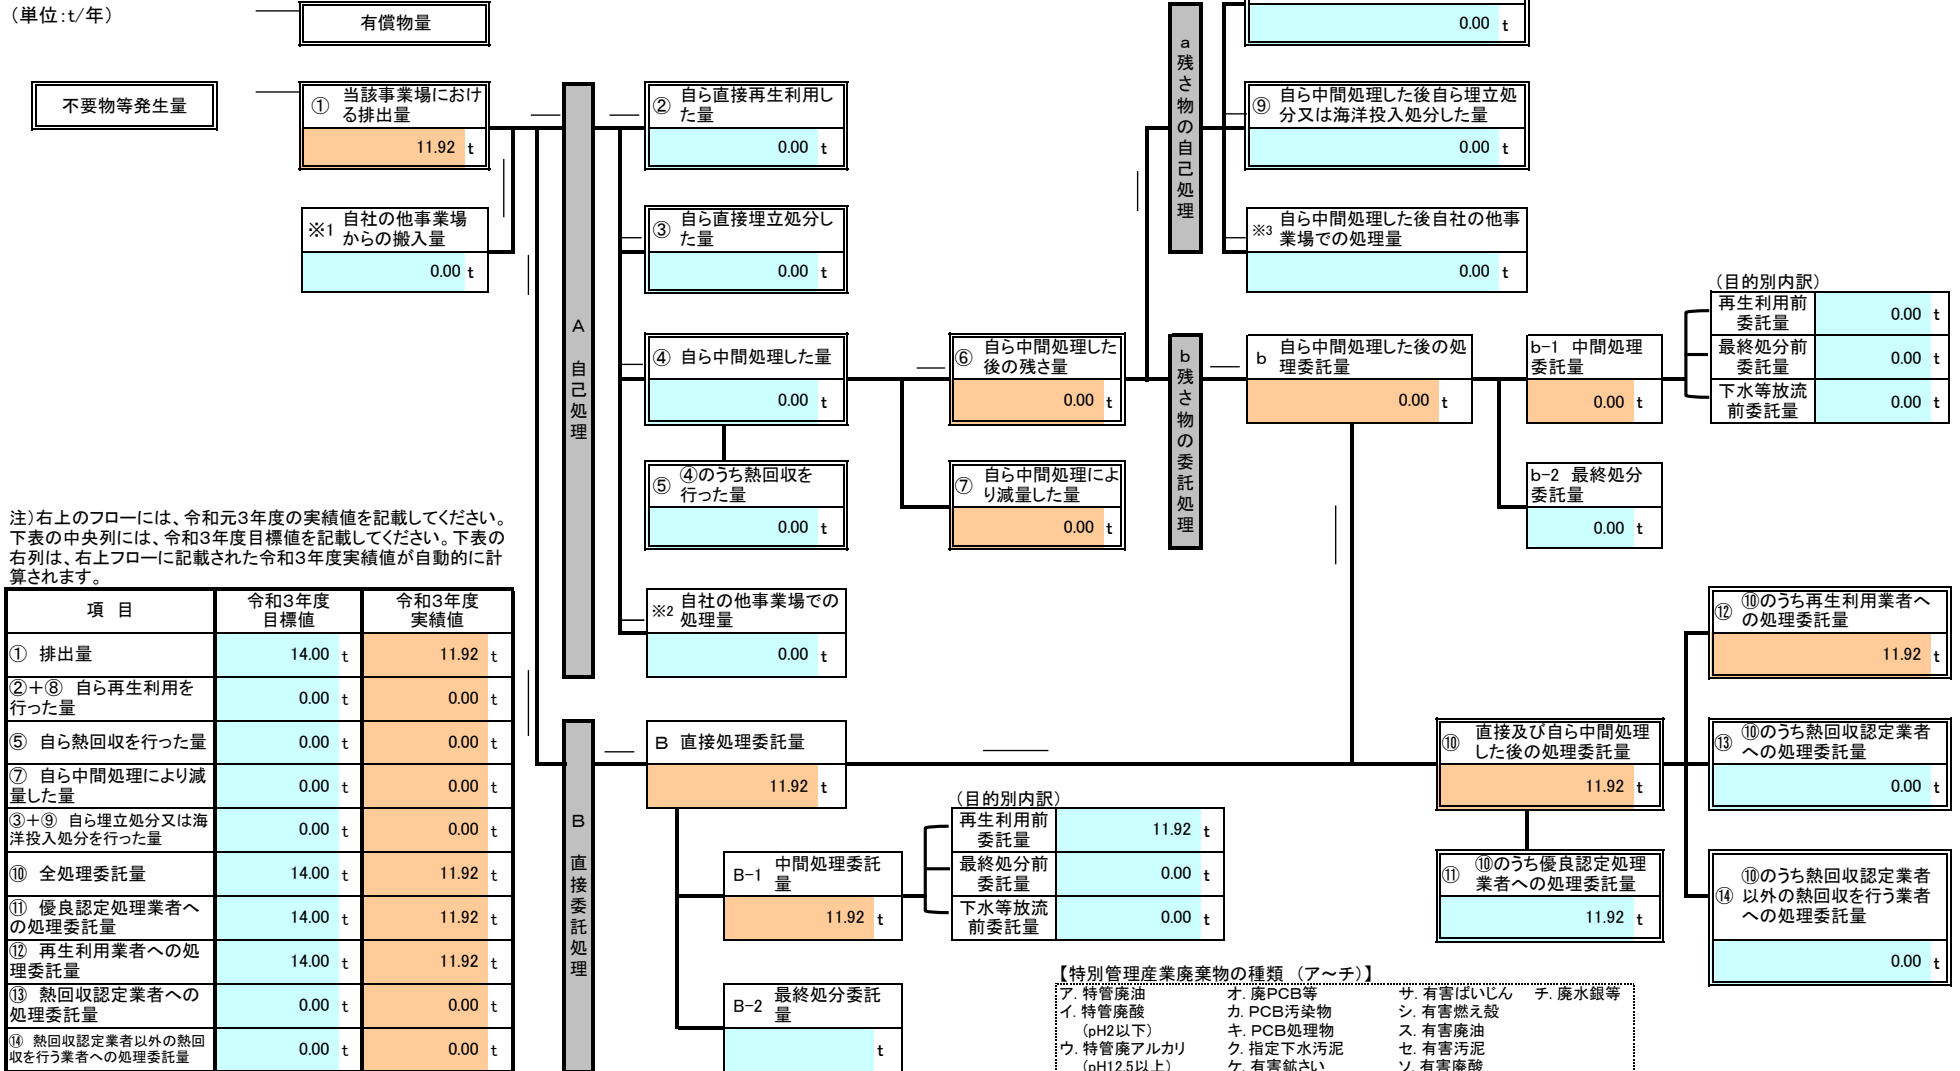 （単位:t/年）
有償物量
0.00 t
不要物等発生量
① 当該事業場におけ
る排出量
11.92 t
※1 自社の他事業場
からの搬入量
0.00 t
A 自己処理
② 自ら直接再生利用し
た量
0.00 t
③ 自ら直接埋立処分し
た量
0.00 t
④ 自ら中間処理した量
0.00 t
⑤ ④のうち熱回収を
行った量
0.00 t
※2 自社の他事業場での
処理量
0.00 t
⑥ 自ら中間処理した
後の残さ量
0.00 t
⑦ 自ら中間処理によ
り減量した量
0.00 t
a 残さ物の自己処理
⑨ 自ら中間処理した後自ら埋立処
分又は海洋投入処分した量
0.00 t
※3 自ら中間処理した後自社の他事
業場での処理量
0.00 t
b 残さ物の委託処理
b 自ら中間処理した後の処
理委託量
0.00 t
b-1 中間処理
委託量
0.00 t
b-2 最終処分
委託量
0.00 t
（目的別内訳）
再生利用前
委託量
0.00 t
最終処分前
委託量
0.00 t
下水等放流
前委託量
0.00 t
注）右上のフローには、令和元3年度の実績値を記載してください。
下表の中央列には、令和3年度目標値を記載してください。下表の
右列は、右上フローに記載された令和3年度実績値が自動的に計
算されます。
項 目
令和3年度
目標値
令和3年度
実績値
① 排出量 14.00 t 11.92 t
②＋⑧ 自ら再生利用を
行った量 0.00 t 0.00 t
⑤ 自ら熱回収を行った量 0.00 t 0.00 t
⑦ 自ら中間処理により減
量した量 0.00 t 0.00 t
③＋⑨ 自ら埋立処分又は海
洋投入処分を行った量 0.00 t 0.00 t
⑩ 全処理委託量 14.00 t 11.92 t
⑪ 優良認定処理業者へ
の処理委託量 14.00 t 11.92 t
⑫ 再生利用業者への処
理委託量 14.00 t 11.92 t
⑬ 熱回収認定業者への
処理委託量 0.00 t 0.00 t
⑭ 熱回収認定業者以外の熱回
収を行う業者への処理委託量 0.00 t 0.00 t
B 直接委託処理
B 直接処理委託量
11.92 t
B-1 中間処理委託
量
11.92 t
B-2 最終処分委託
量
t
（目的別内訳）
再生利用前
委託量
11.92 t
最終処分前
委託量
0.00 t
下水等放流
前委託量
0.00 t
⑩ 直接及び自ら中間処理
した後の処理委託量
11.92 t
⑪ ⑩のうち優良認定処理
業者への処理委託量
11.92 t
⑫ ⑩のうち再生利用業者へ
の処理委託量
11.92 t
⑬ ⑩のうち熱回収認定業者
への処理委託量
0.00 t
⑭ ⑩のうち熱回収認定業者
以外の熱回収を行う業者
への処理委託量
0.00 t
【特別管理産業廃棄物の種類 （ア～チ）】
ア. 特管廃油 オ. 廃PCB等 サ. 有害ばいじん チ. 廃水銀等
イ. 特管廃酸 カ. PCB汚染物 シ. 有害燃え殻
（pH2以下） キ. PCB処理物 ス. 有害廃油
ウ. 特管廃アルカリ ク. 指定下水汚泥 セ. 有害汚泥
（pH12.5以上） ケ. 有害鉱さい ソ. 有害廃酸